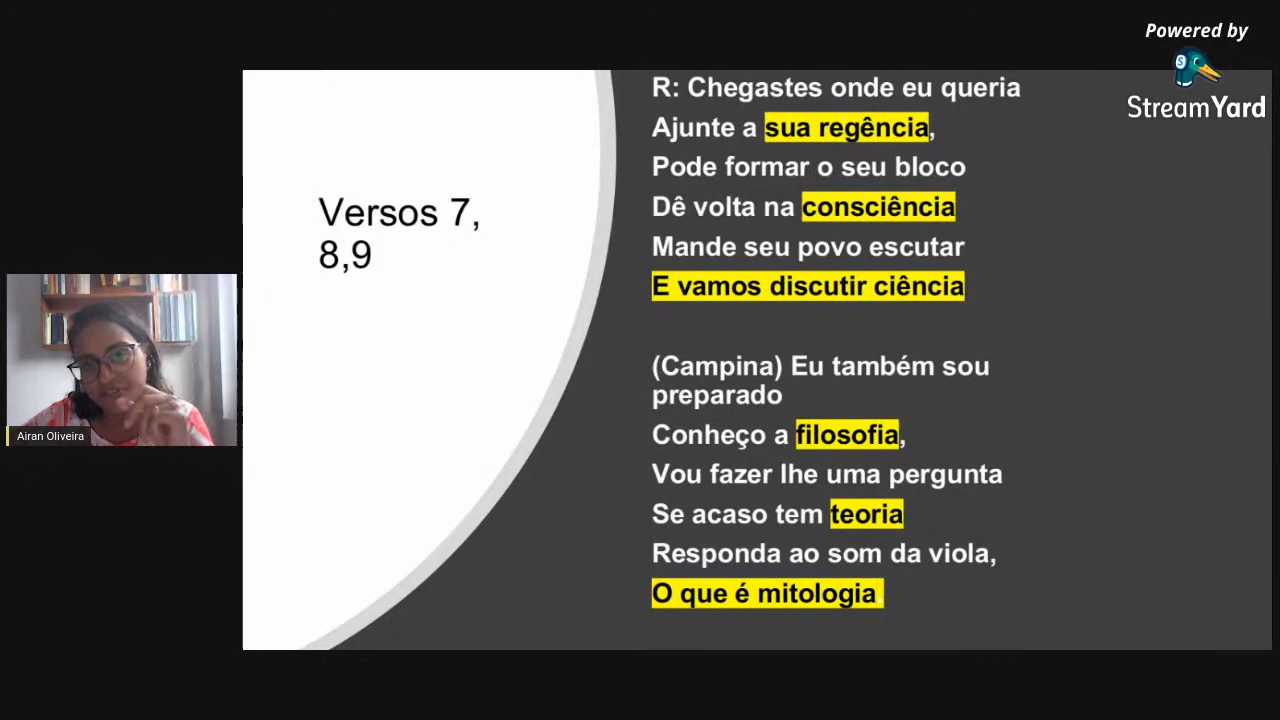 Powered by
StreamYard
Versos 7,
8,9
R: Chegastes onde eu queria
Ajunte a sua regência,
Pode formar o seu bloco
Dê volta na consciência
Mande seu povo escutar
E vamos discutir ciência
(Campina) Eu também sou
preparado
Conheço a filosofia,
Vou fazer lhe uma pergunta
Se acaso tem teoria
Responda ao som da viola,
O que é mitologia
Airan Oliveira